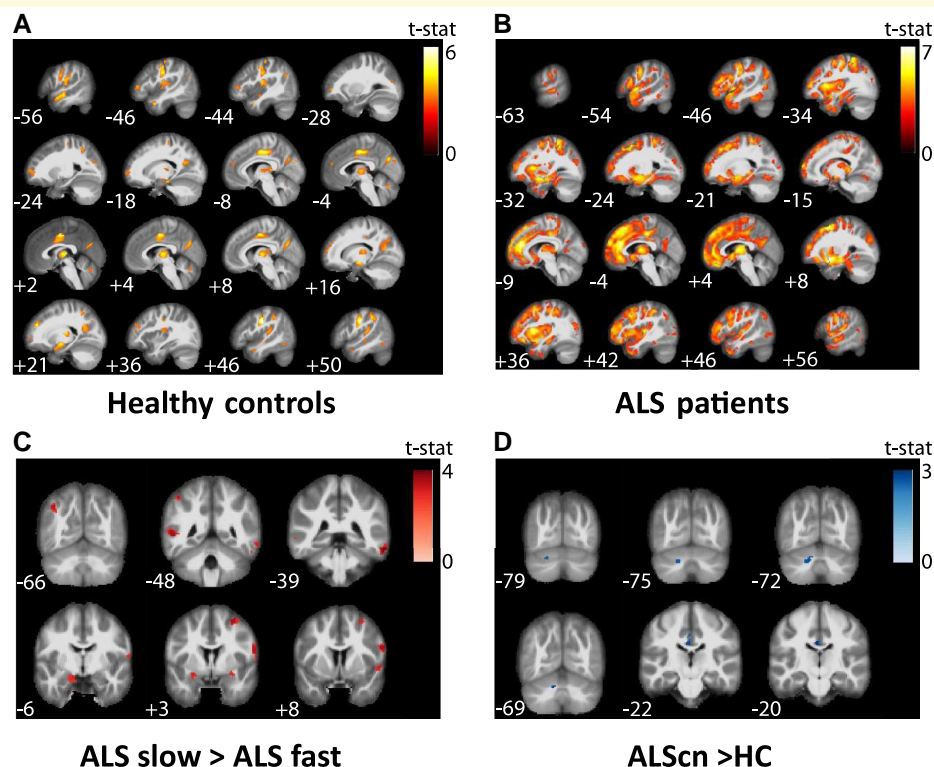 A
t-stat
6
0
-56 -46 -44 -28
-24 -18 -8 -4
+2 +4 +8 +16
+21 +36 +46 +50
Healthy controls
B
t-stat
7
0
-63 -54 -46 -34
-32 -24 -21 -15
-9 -4 +4 +8
+36 +42 +46 +56
ALS patients
C
t-stat
4
0
-66 -48 -39
-6 +3 +8
ALS slow > ALS fast
D
t-stat
3
0
-79 -75 -72
-69 -22 -20
ALScn >HC